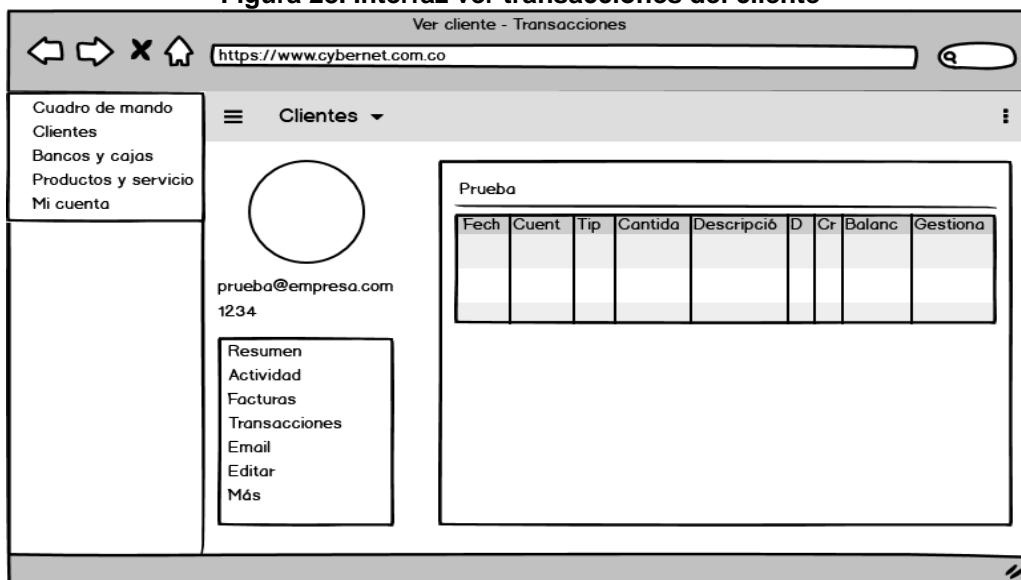 Figura 28. Interfaz ver transacciones del cliente
Ver cliente - Transacciones
https://www.cybernet.com.co
Cuadro de mando
Clientes
Bancos y cajas
Productos y servicio
Mi cuenta
Clientes
prueba@empresa.com
1234
Resumen
Actividad
Facturas
Transacciones
Email
Editar
Más
Prueba
Fech Cuent Tip Cantida Descripció D Cr Balanc Gestiona